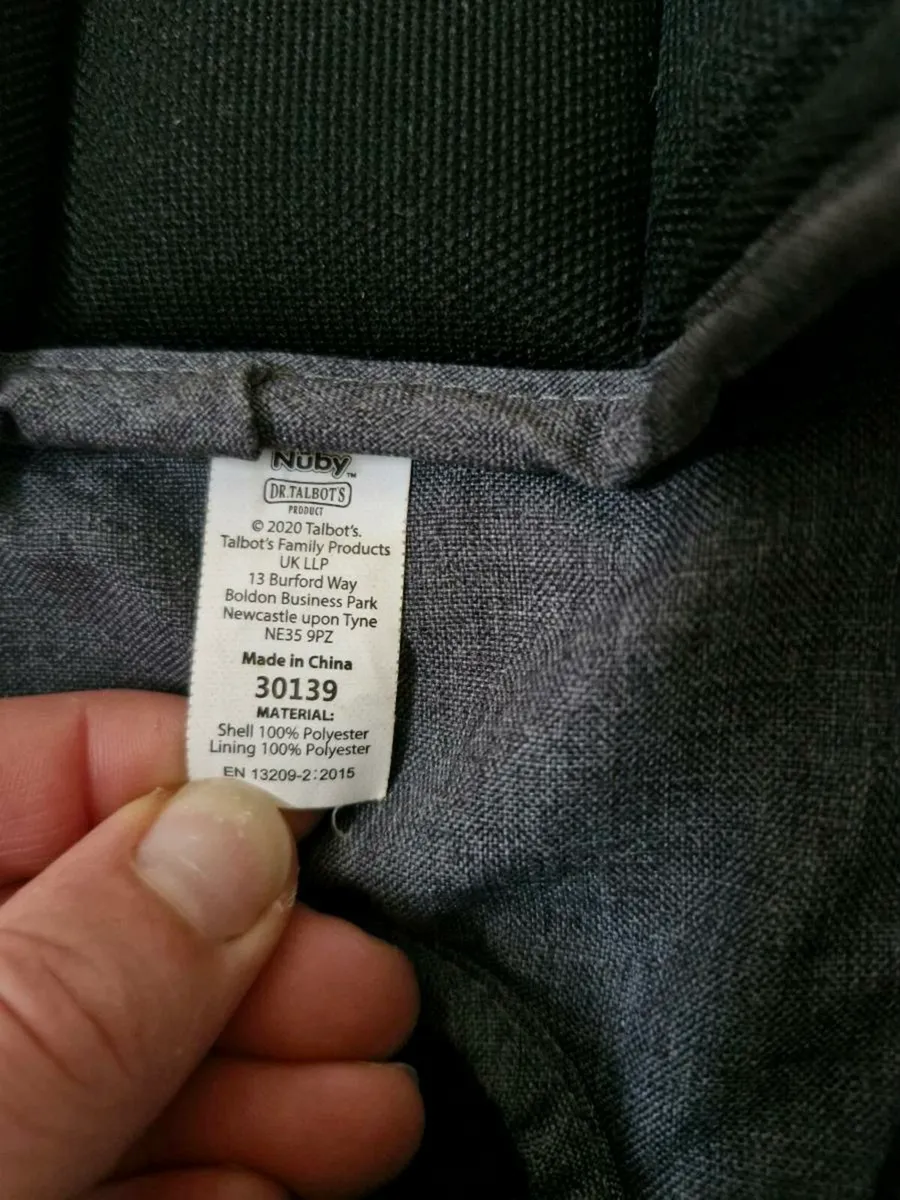 Nûby™
DR. TALBOT'S
PRODUCT
© 2020 Talbot's.
Talbot's Family Products
UK LLP
13 Burford Way
Boldon Business Park
Newcastle upon Tyne
NE35 9PZ
Made in China
30139
MATERIAL:
Shell 100% Polyester
Lining 100% Polyester
EN 13209-2:2015